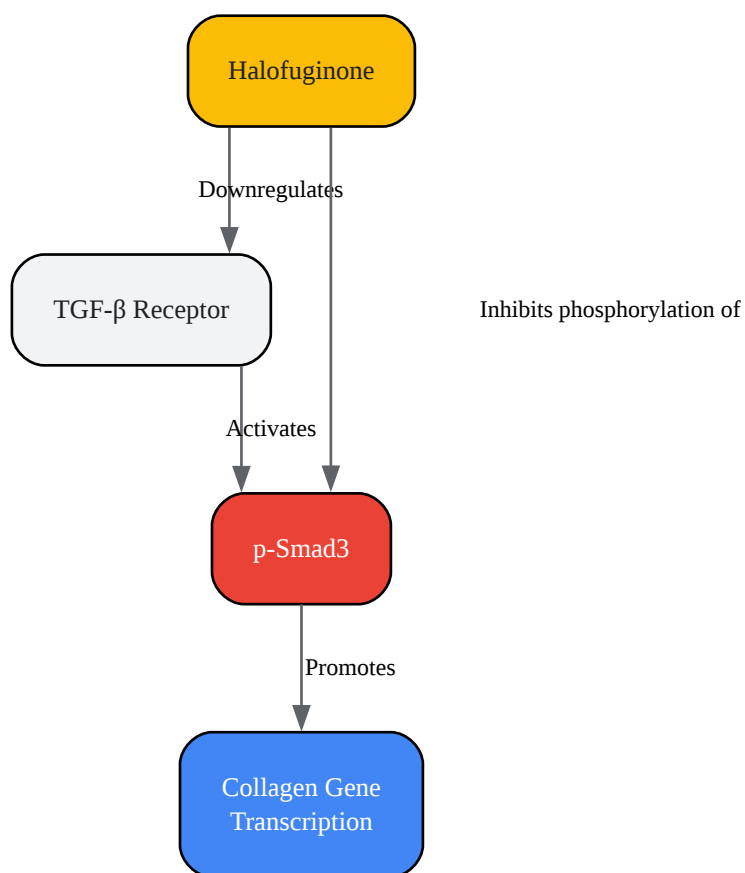 Halofuginone
Downregulates
TGF-β Receptor
Inhibits phosphorylation of
Activates
p-Smad3
Promotes
Collagen Gene
Transcription